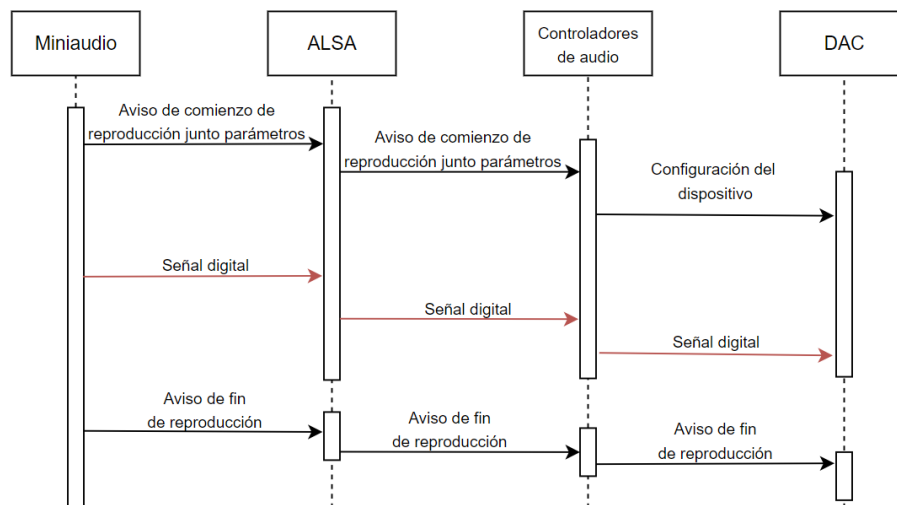 Miniaudio
ALSA
Controladores
de audio
DAC
Aviso de comienzo de
reproducción junto parámetros
Aviso de comienzo de
reproducción junto parámetros
Configuración del
dispositivo
Señal digital
Señal digital
Señal digital
Aviso de fin
de reproducción
Aviso de fin
de reproducción
Aviso de fin
de reproducción